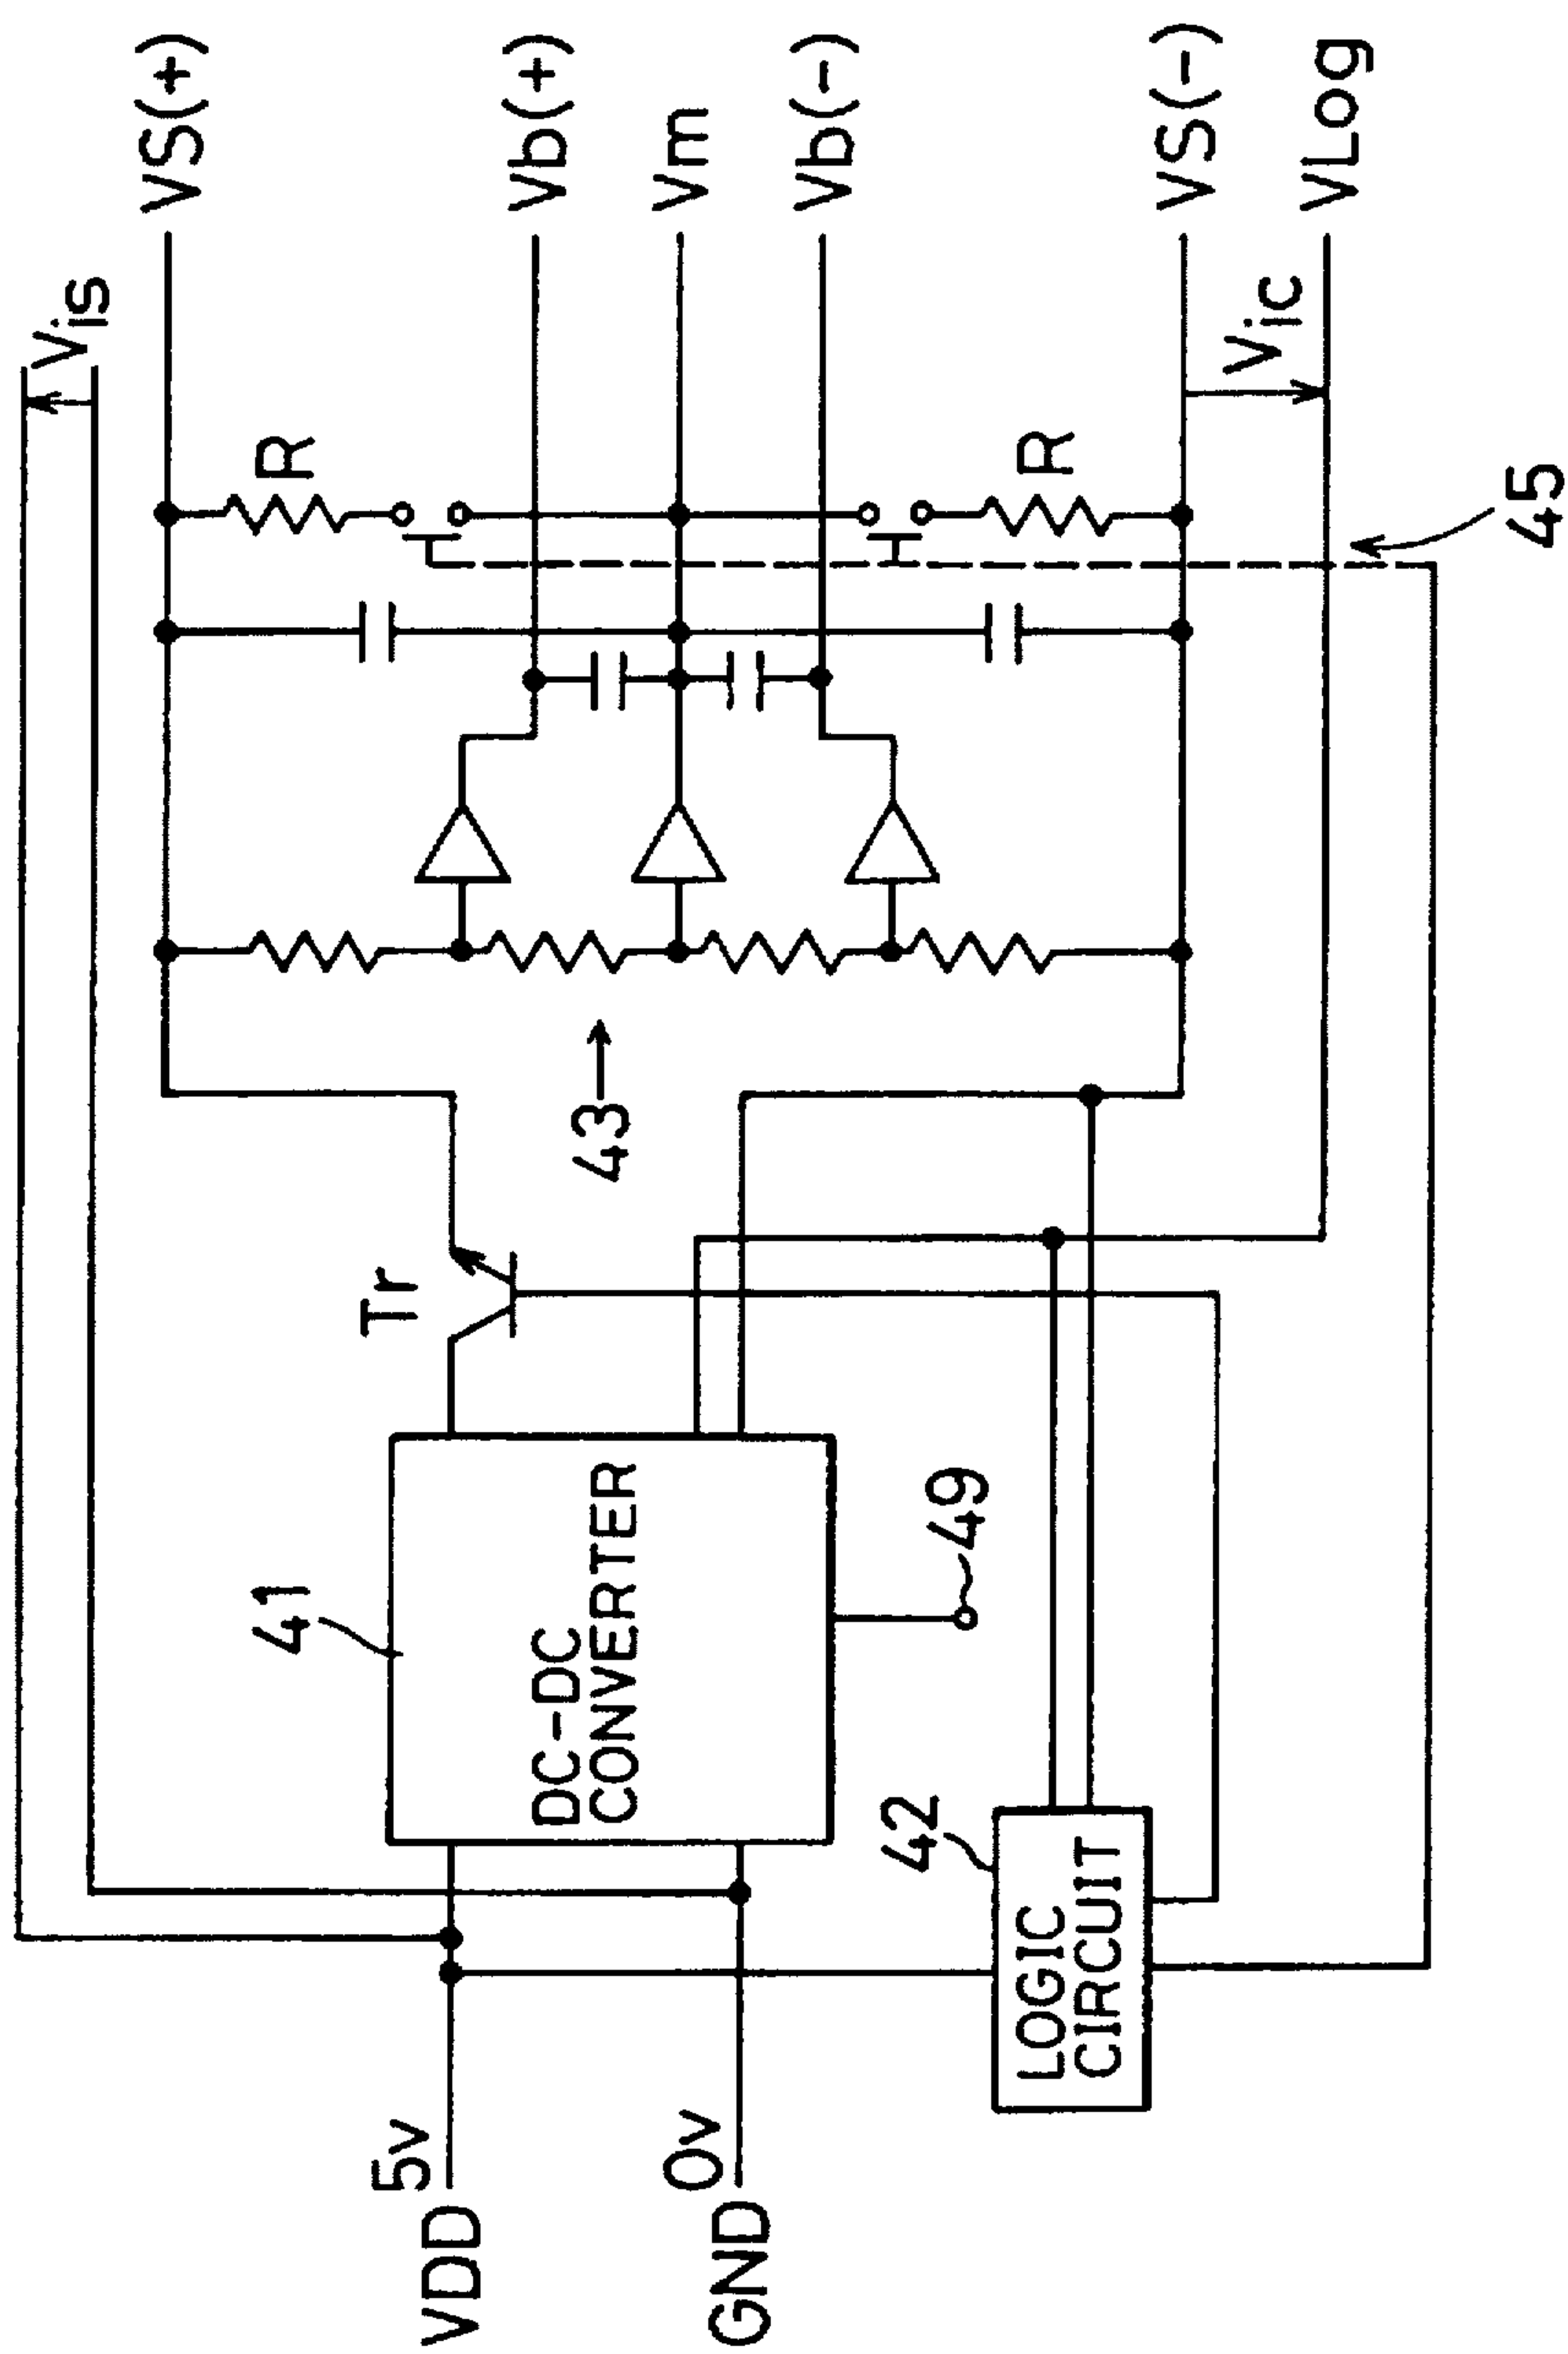 Vis
VS(+)
Vb(+)
Vm
Vb(-)
VS(-)
VLog
Vic
R
R
45
43
Tr
41
DC-DC
CONVERTER
49
42
LOGIC
CIRCUIT
VDD 5v
GND 0v